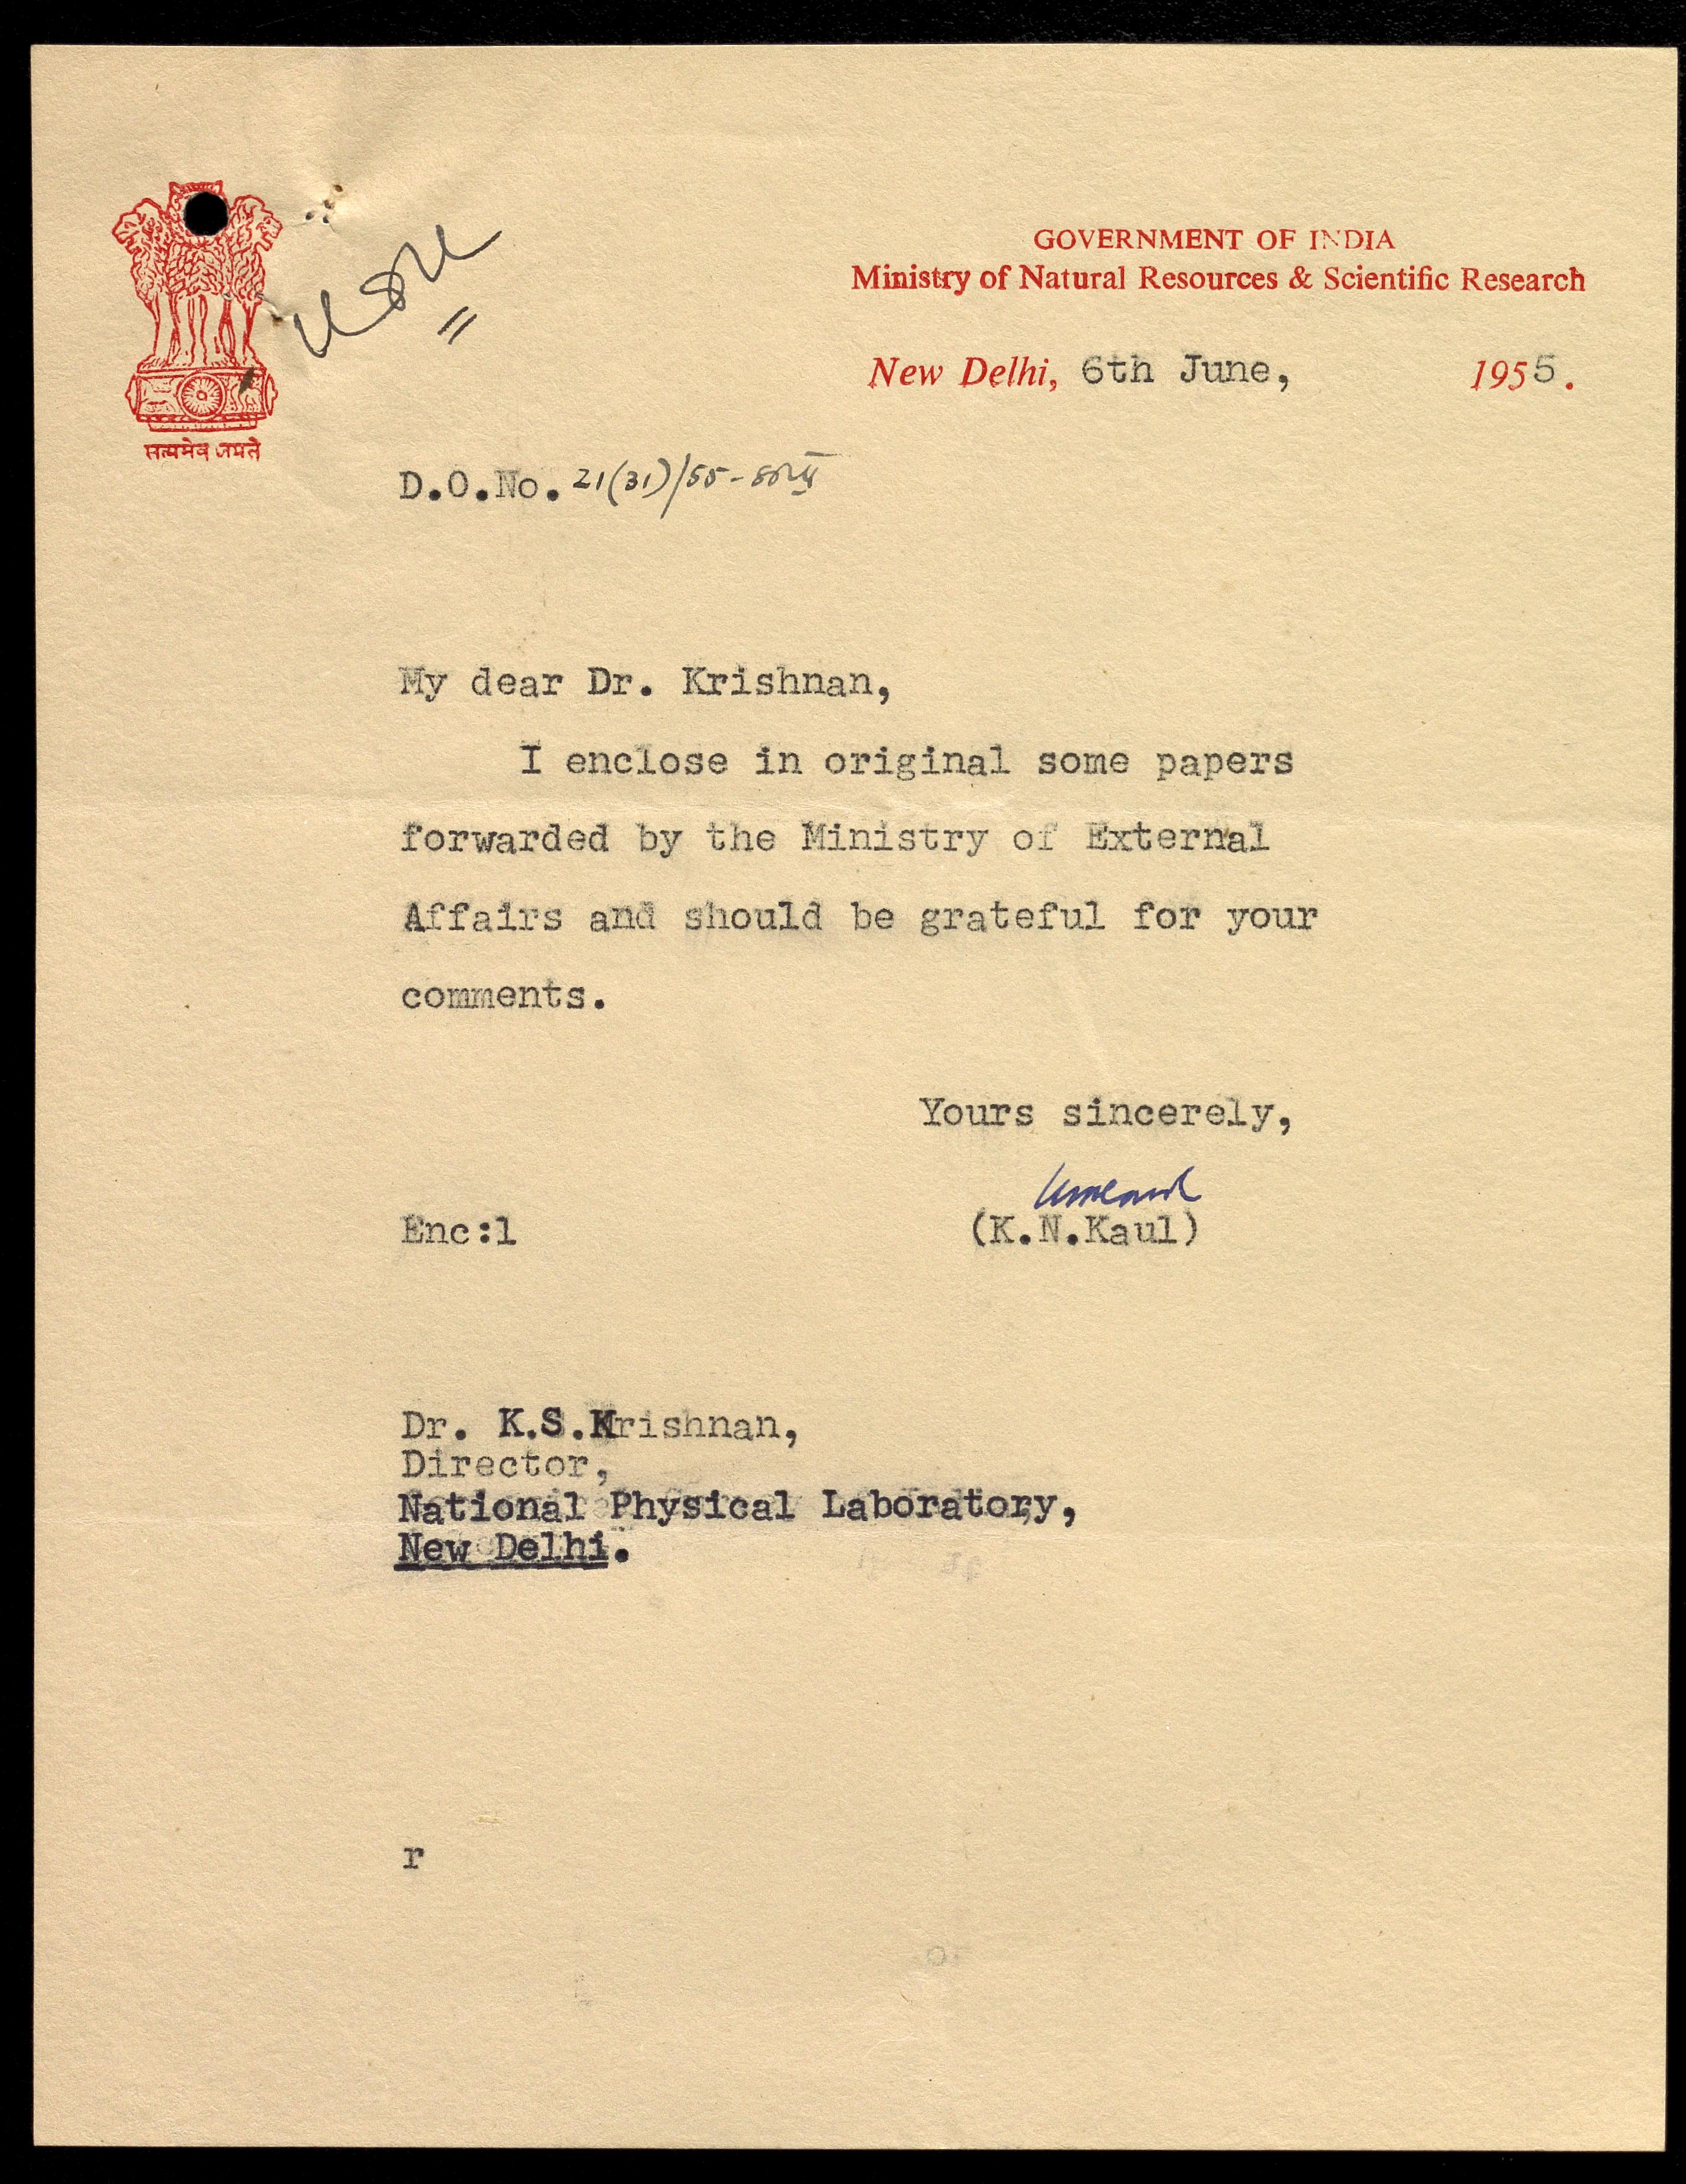 GOVERNMENT OF INDIA
Ministry of Natural Resources & Scientific Research
New Delhi, 6th June, 1955.
सत्यमेव जयते
D.O.No. 21(31)/55-
My dear Dr. Krishnan,
I enclose in original some papers
forwarded by the Ministry of External
Affairs and should be grateful for your
comments.
Yours sincerely,
Enc:1 (K.N.Kaul)
Dr. K.S.Krishnan,
Director,
National Physical Laboratory,
New Delhi.
r